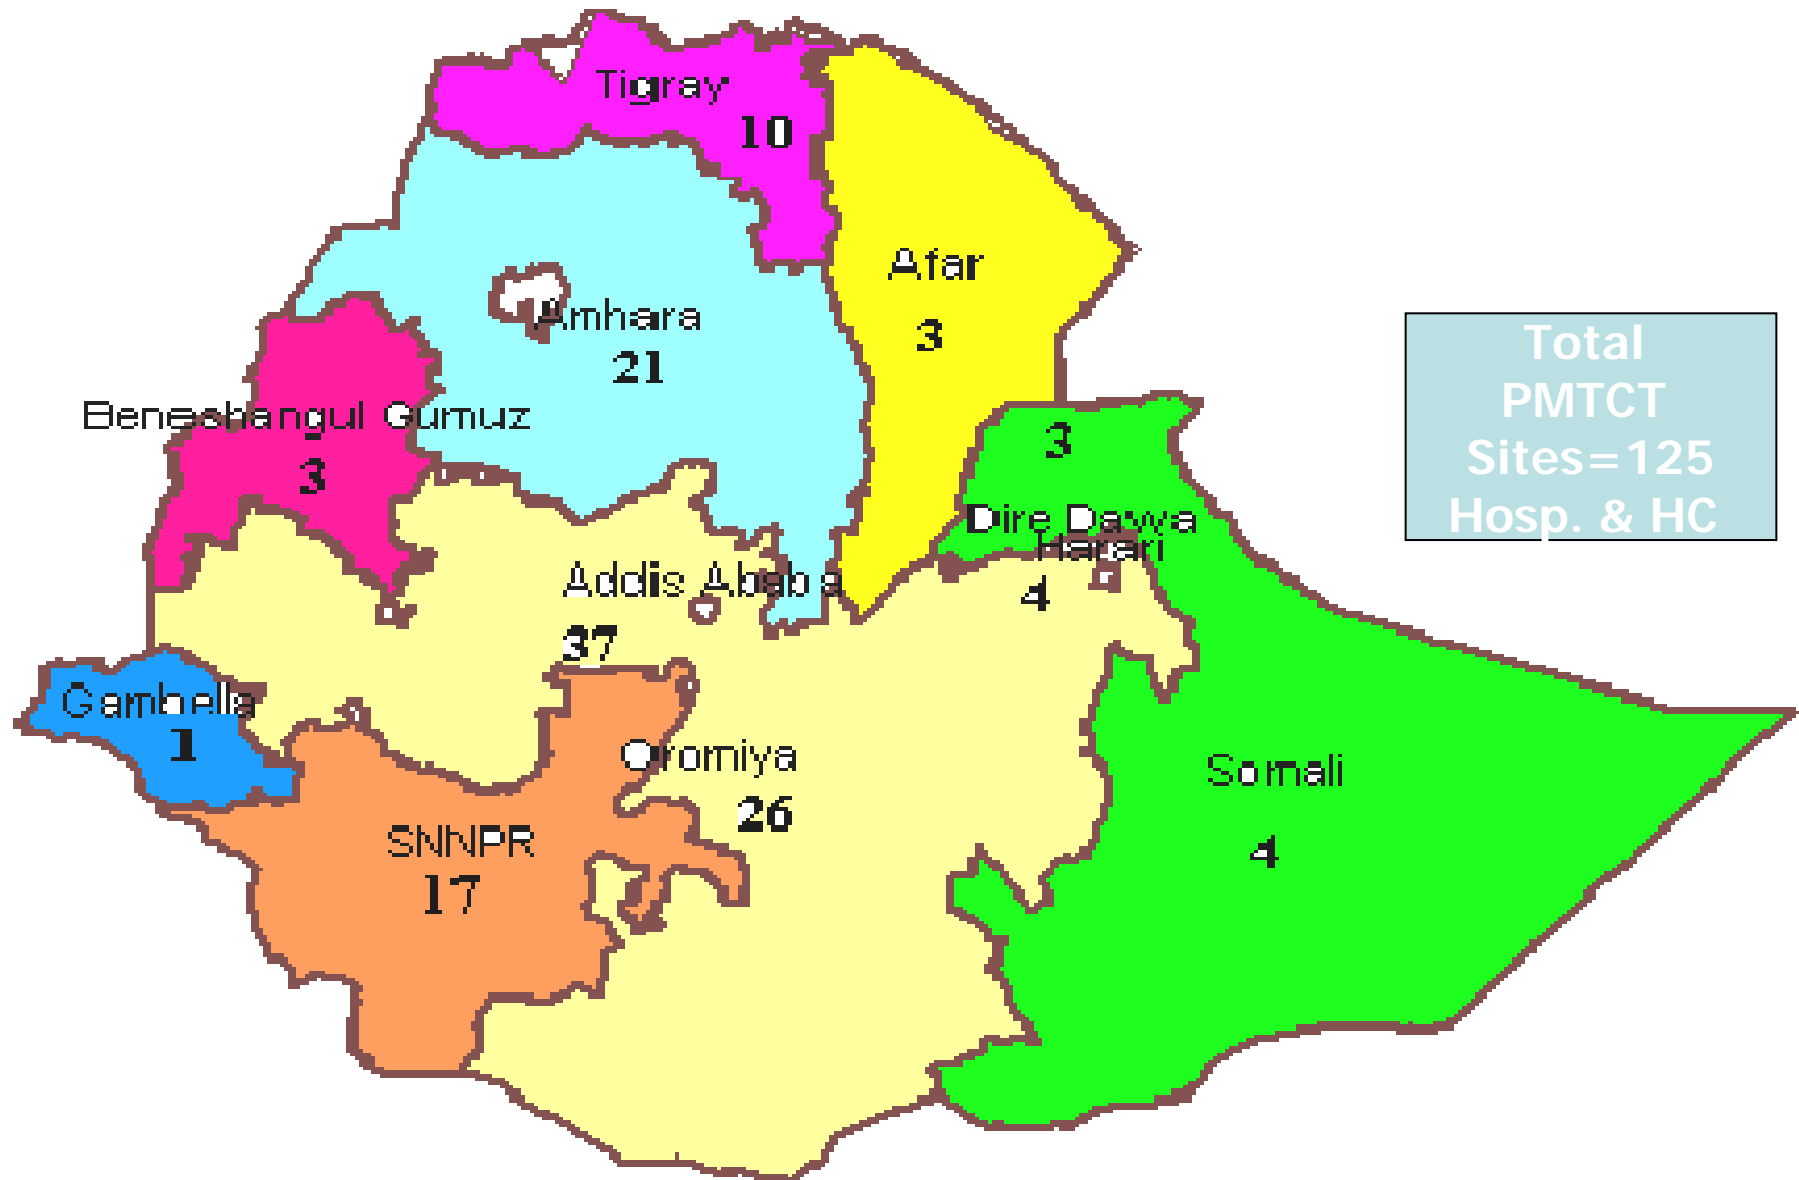 Tigray
10
Afar
3
Amhara
21
Total
PMTCT
Sites=125
Hosp. & HC
Beneshangul Gumuz
3
3
Dire Dawa
Harari
4
Addis Ababa
37
Gambella
1
Oromiya
26
Somali
4
SNNPR
17